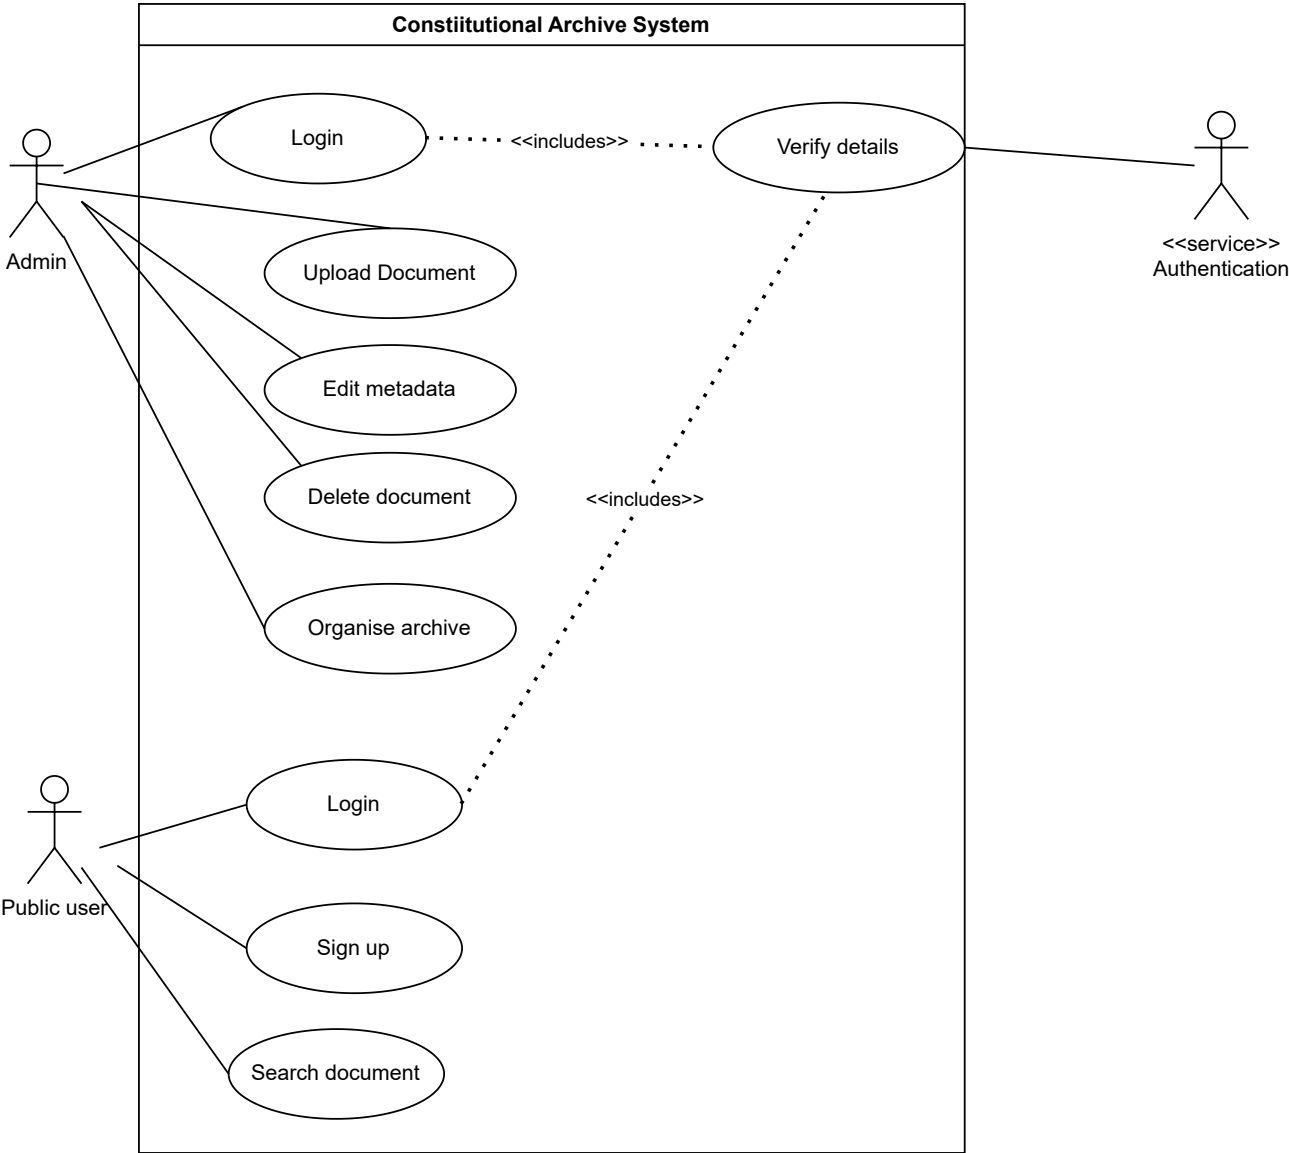 Constiitutional Archive System
Login
<<includes>>
Verify details
Admin
<<service>>
Authentication
Upload Document
Edit metadata
Delete document
<<includes>>
Organise archive
Login
Public user
Sign up
Search document